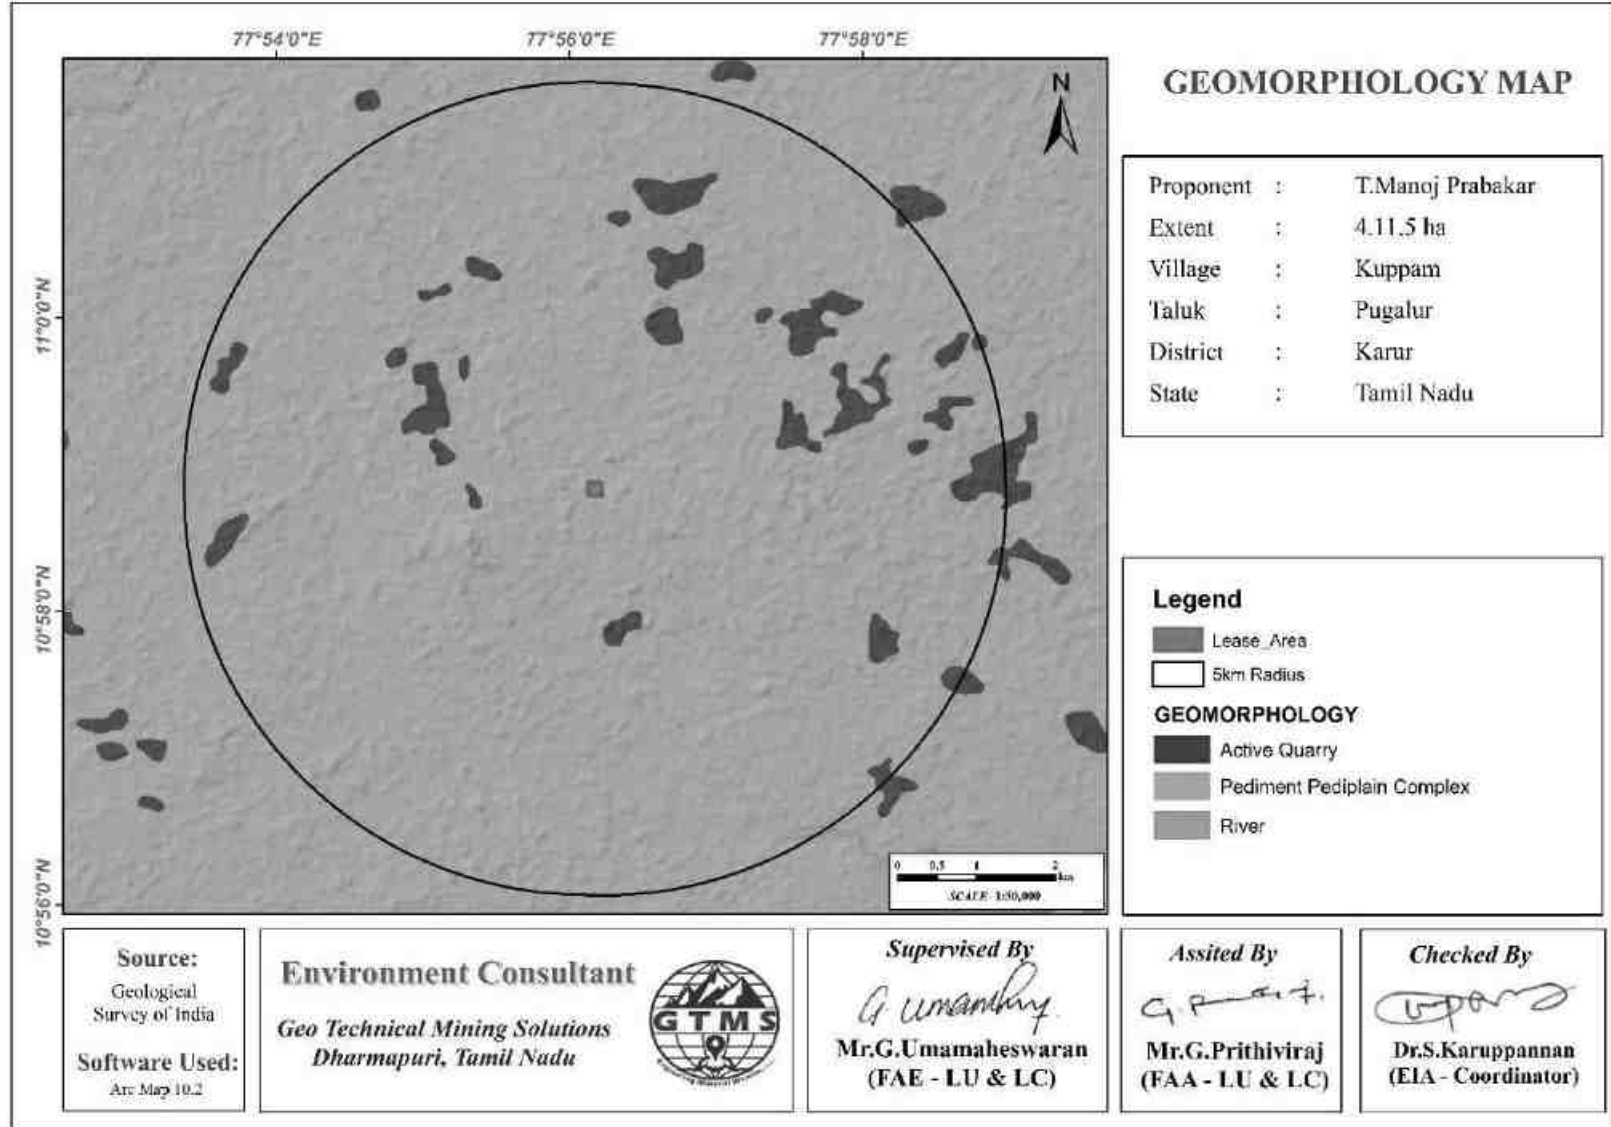 77°54'0"E
77°56'0"E
77°58'0"E
N
11°0'0"N
10°58'0"N
10°56'0"N
0 0.5 1 2
km
SCALE- 1:50,000
GEOMORPHOLOGY MAP
Proponent : T.Manoj Prabakar
Extent : 4.11.5 ha
Village : Kuppam
Taluk : Pugalur
District : Karur
State : Tamil Nadu
Legend
Lease_Area
5km Radius
GEOMORPHOLOGY
Active Quarry
Pediment Pediplain Complex
River
Source:
Geological
Survey of India
Software Used:
Arc Map 10.2
Environment Consultant
Geo Technical Mining Solutions
Dharmapuri, Tamil Nadu
GTMS
Supervised By
Mr.G.Umamaheswaran
(FAE - LU & LC)
Assited By
Mr.G.Prithiviraj
(FAA - LU & LC)
Checked By
Dr.S.Karuppannan
(EIA - Coordinator)